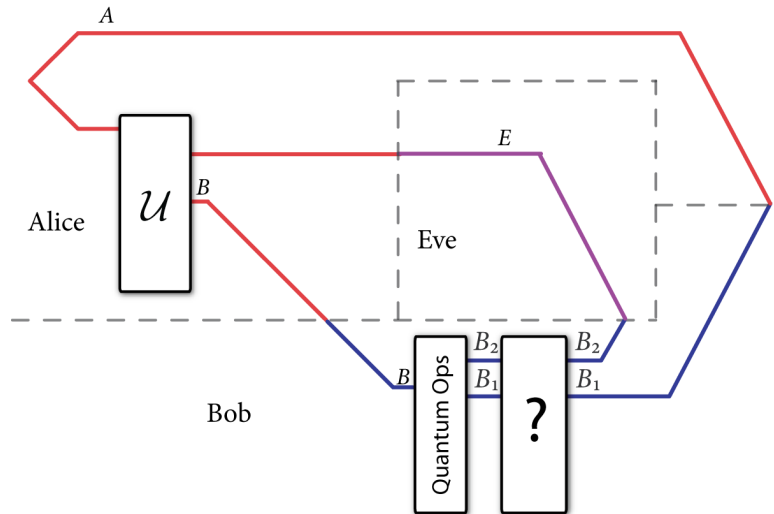 A
E
B
𝒰
Alice
Eve
B₂ B₂
B B₁ B₁
Quantum Ops
?
Bob